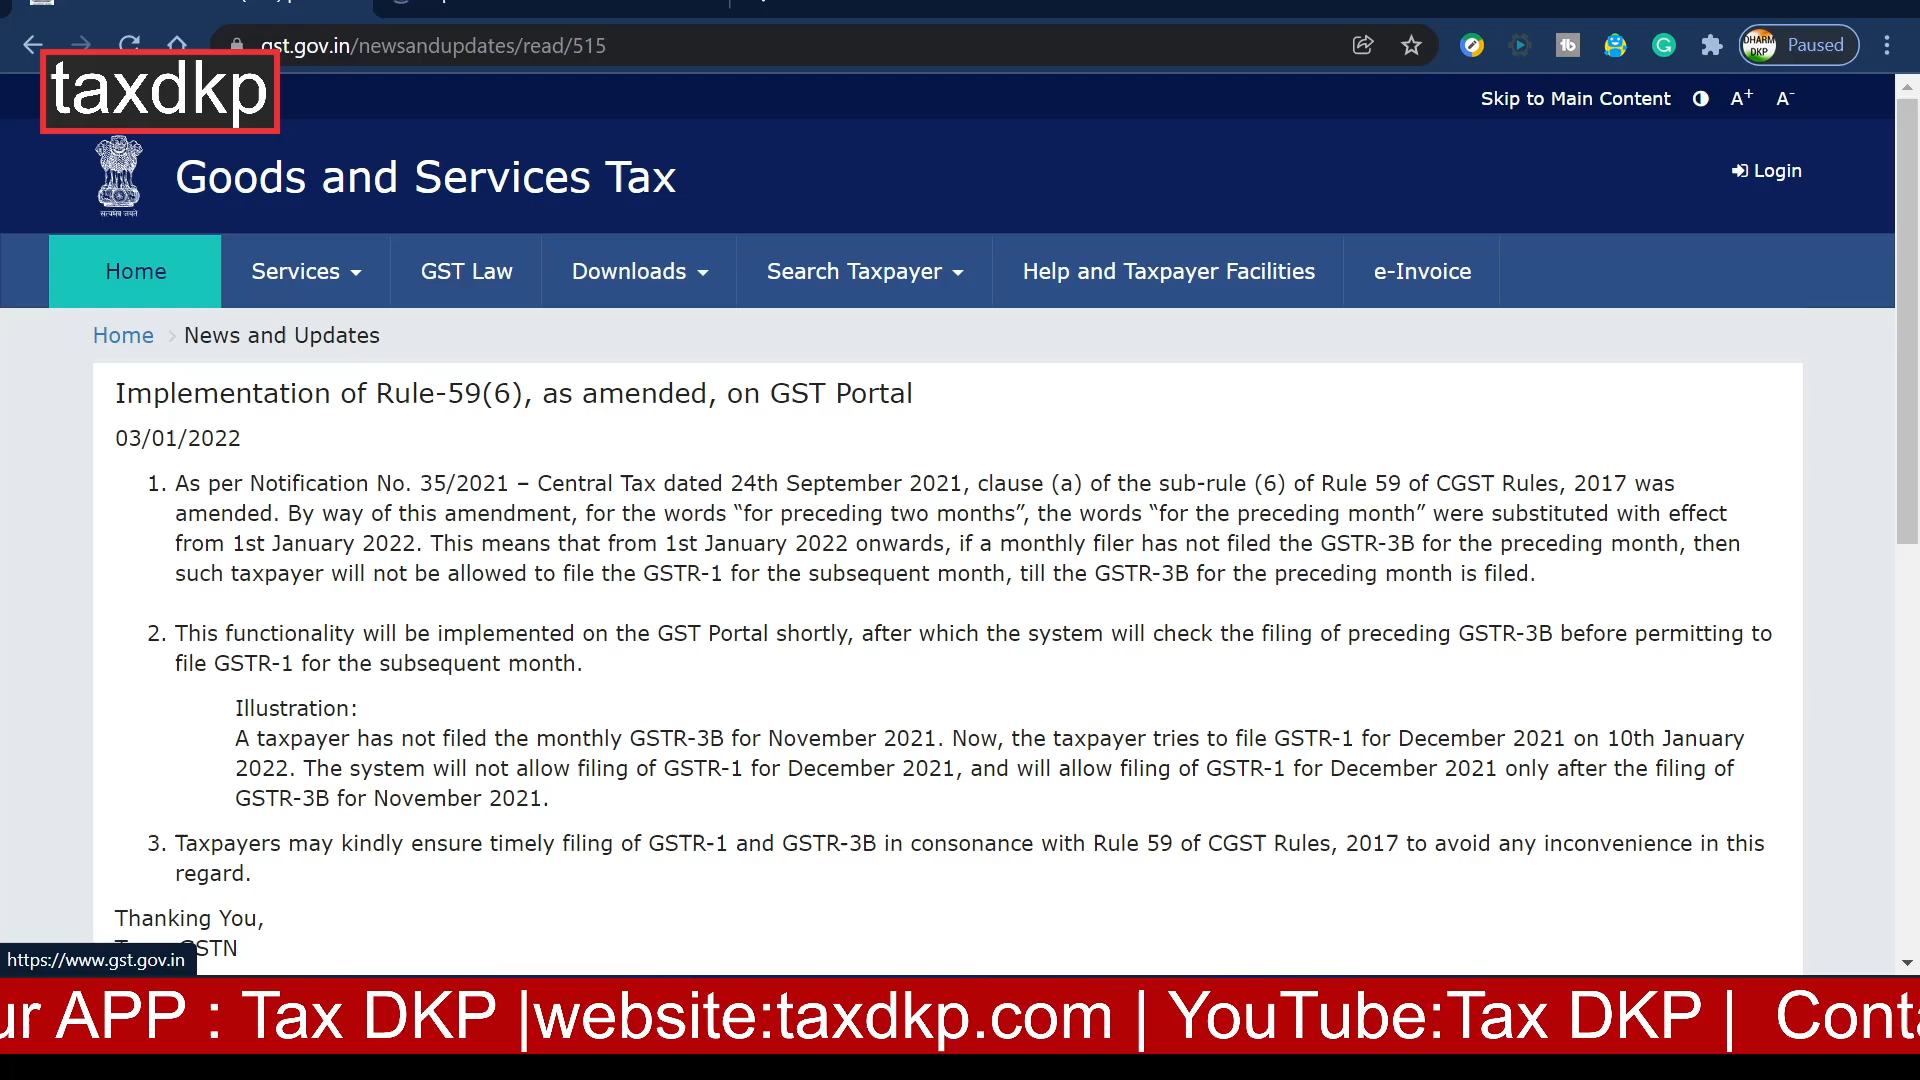 gst.gov.in/newsandupdates/read/515
Paused
taxdkp
DHARM
DKP
Skip to Main Content A+ A-
सत्यमेव जयते
Goods and Services Tax
Login
Home Services GST Law Downloads Search Taxpayer Help and Taxpayer Facilities e-Invoice
Home > News and Updates
Implementation of Rule-59(6), as amended, on GST Portal
03/01/2022
1. As per Notification No. 35/2021 – Central Tax dated 24th September 2021, clause (a) of the sub-rule (6) of Rule 59 of CGST Rules, 2017 was
amended. By way of this amendment, for the words “for preceding two months”, the words “for the preceding month” were substituted with effect
from 1st January 2022. This means that from 1st January 2022 onwards, if a monthly filer has not filed the GSTR-3B for the preceding month, then
such taxpayer will not be allowed to file the GSTR-1 for the subsequent month, till the GSTR-3B for the preceding month is filed.
2. This functionality will be implemented on the GST Portal shortly, after which the system will check the filing of preceding GSTR-3B before permitting to
file GSTR-1 for the subsequent month.
Illustration:
A taxpayer has not filed the monthly GSTR-3B for November 2021. Now, the taxpayer tries to file GSTR-1 for December 2021 on 10th January
2022. The system will not allow filing of GSTR-1 for December 2021, and will allow filing of GSTR-1 for December 2021 only after the filing of
GSTR-3B for November 2021.
3. Taxpayers may kindly ensure timely filing of GSTR-1 and GSTR-3B in consonance with Rule 59 of CGST Rules, 2017 to avoid any inconvenience in this
regard.
Thanking You,
GSTN
https://www.gst.gov.in
ur APP : Tax DKP |website:taxdkp.com | YouTube:Tax DKP | Conta